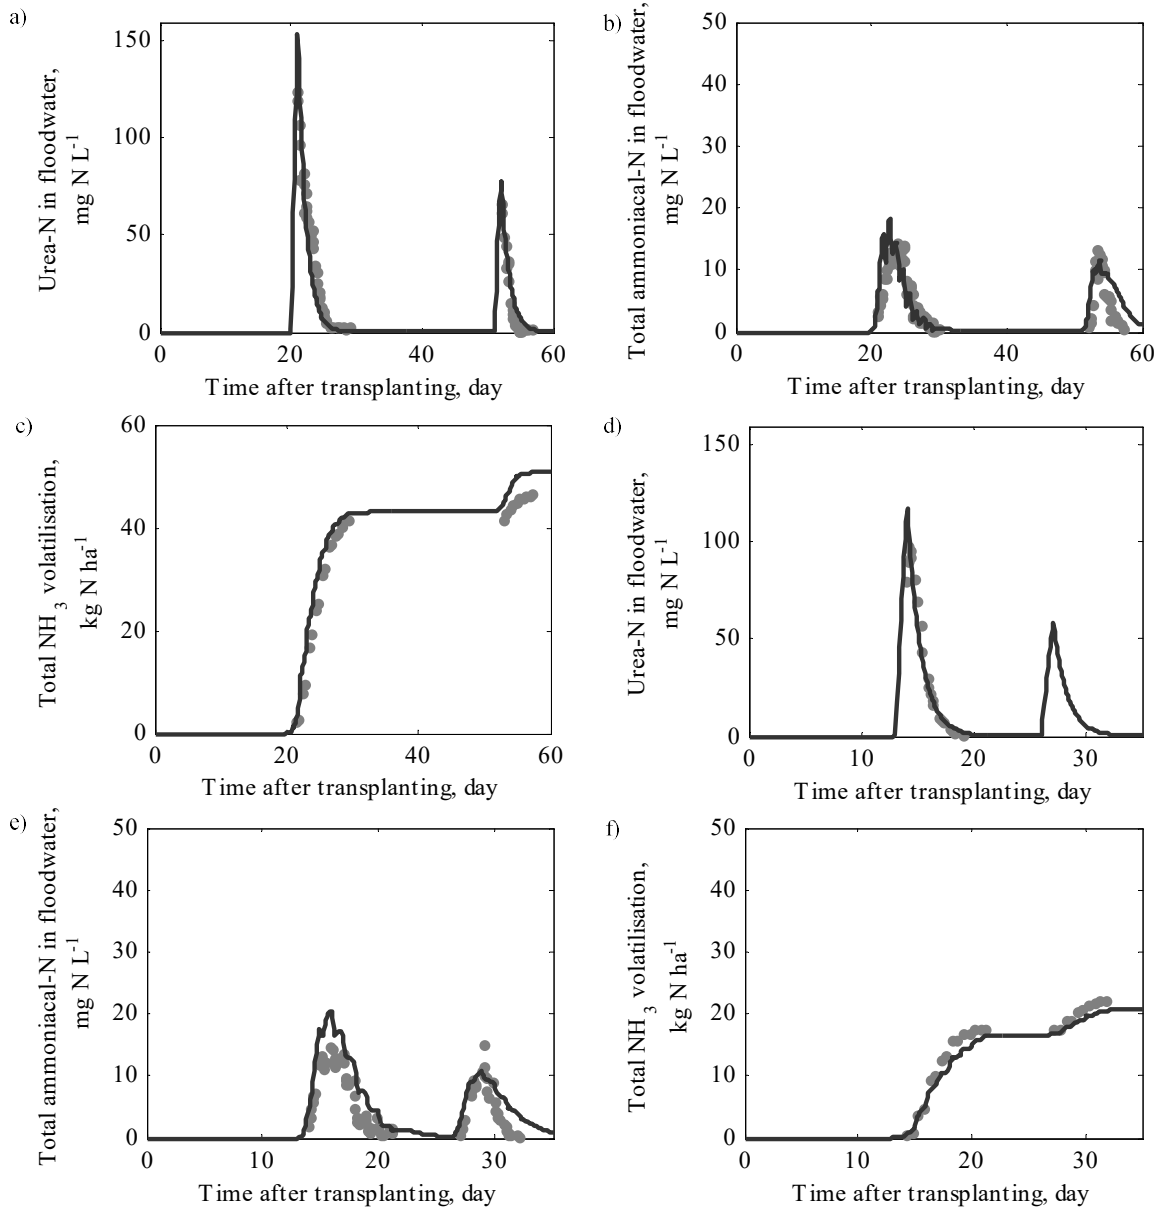 a)
Urea-N in floodwater,
mg N L-1
150
100
50
0
0 20 40 60
Time after transplanting, day
b)
Total ammoniacal-N in floodwater,
mg N L-1
50
40
30
20
10
0
0 20 40 60
Time after transplanting, day
c)
Total NH3 volatilisation,
kg N ha-1
60
40
20
0
0 20 40 60
Time after transplanting, day
d)
Urea-N in floodwater,
mg N L-1
150
100
50
0
0 10 20 30
Time after transplanting, day
e)
Total ammoniacal-N in floodwater,
mg N L-1
50
40
30
20
10
0
0 10 20 30
Time after transplanting, day
f)
Total NH3 volatilisation,
kg N ha-1
50
40
30
20
10
0
0 10 20 30
Time after transplanting, day